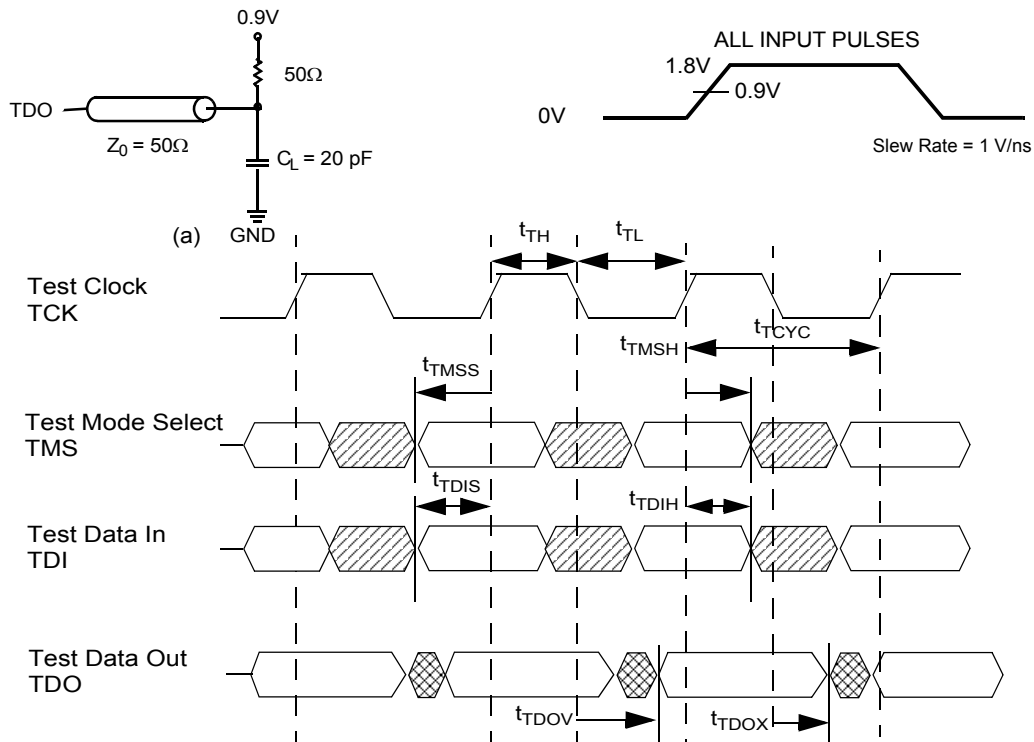 0.9V
50Ω
TDO
Z0 = 50Ω
CL = 20 pF
GND
(a)
ALL INPUT PULSES
1.8V
0.9V
0V
Slew Rate = 1 V/ns
tTH
tTL
Test Clock
TCK
tTMSH
tTCYC
tTMSS
Test Mode Select
TMS
tTDIS
tTDIH
Test Data In
TDI
Test Data Out
TDO
tTDOV
tTDOX